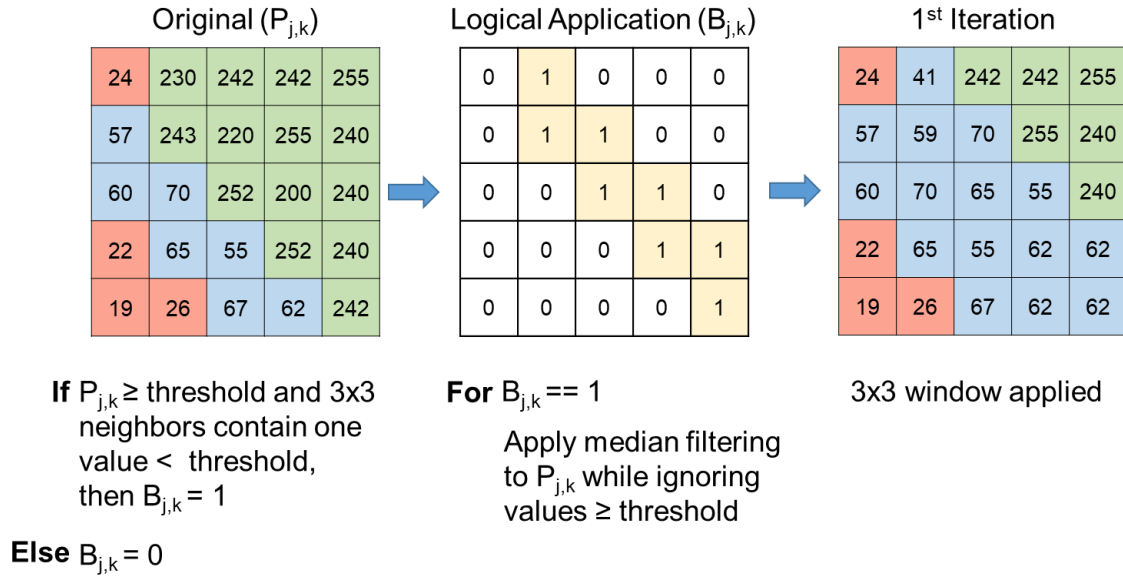 Original (Pj,k)
Logical Application (Bj,k)
1st Iteration
24 230 242 242 255
57 243 220 255 240
60 70 252 200 240
22 65 55 252 240
19 26 67 62 242
0 1 0 0 0
0 1 1 0 0
0 0 1 1 0
0 0 0 1 1
0 0 0 0 1
24 41 242 242 255
57 59 70 255 240
60 70 65 55 240
22 65 55 62 62
19 26 67 62 62
If Pj,k ≥ threshold and 3x3
neighbors contain one
value < threshold,
then Bj,k = 1
Else Bj,k = 0
For Bj,k == 1
Apply median filtering
to Pj,k while ignoring
values ≥ threshold
3x3 window applied